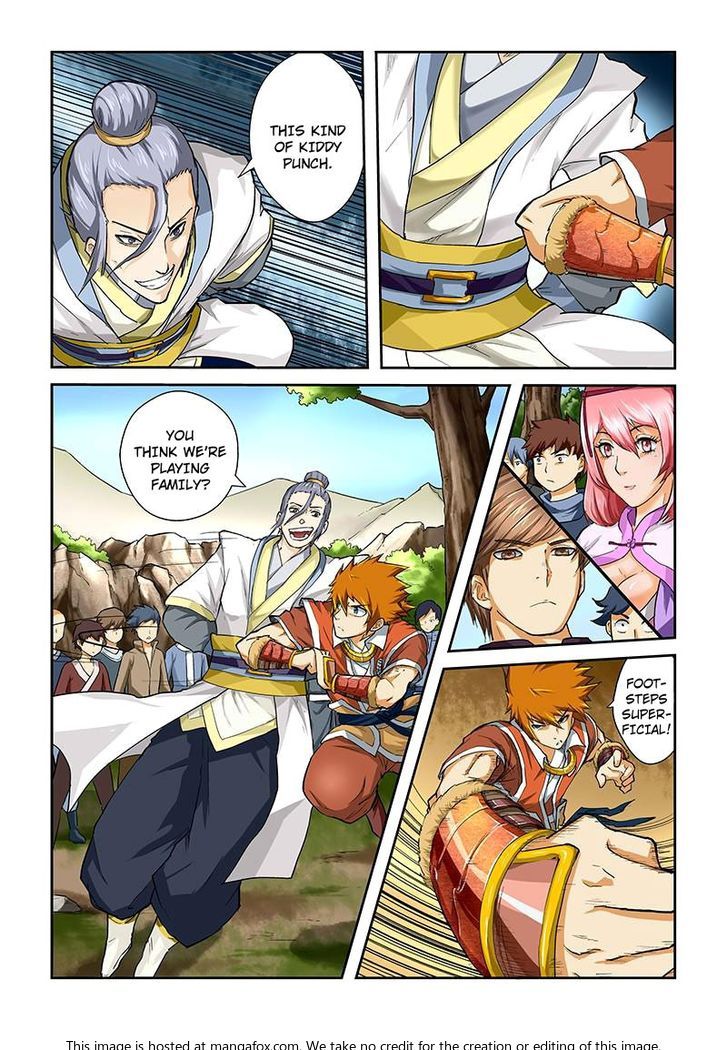 THIS KIND
OF KIDDY
PUNCH.
YOU
THINK WE'RE
PLAYING
FAMILY?
FOOT-
STEPS
SUPER-
FICIAL!
This image is hosted at mangafox.com. We take no credit for the creation or editing of this image.